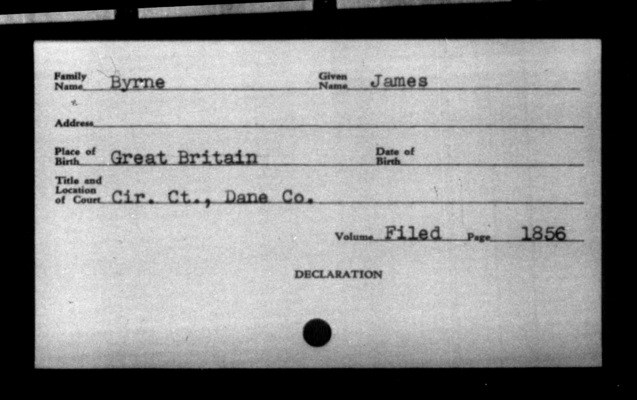 Family Name Byrne Given Name James
Address
Place of Birth Great Britain Date of Birth
Title and Location of Court Cir. Ct., Dane Co.
Volume Filed Page 1856
DECLARATION